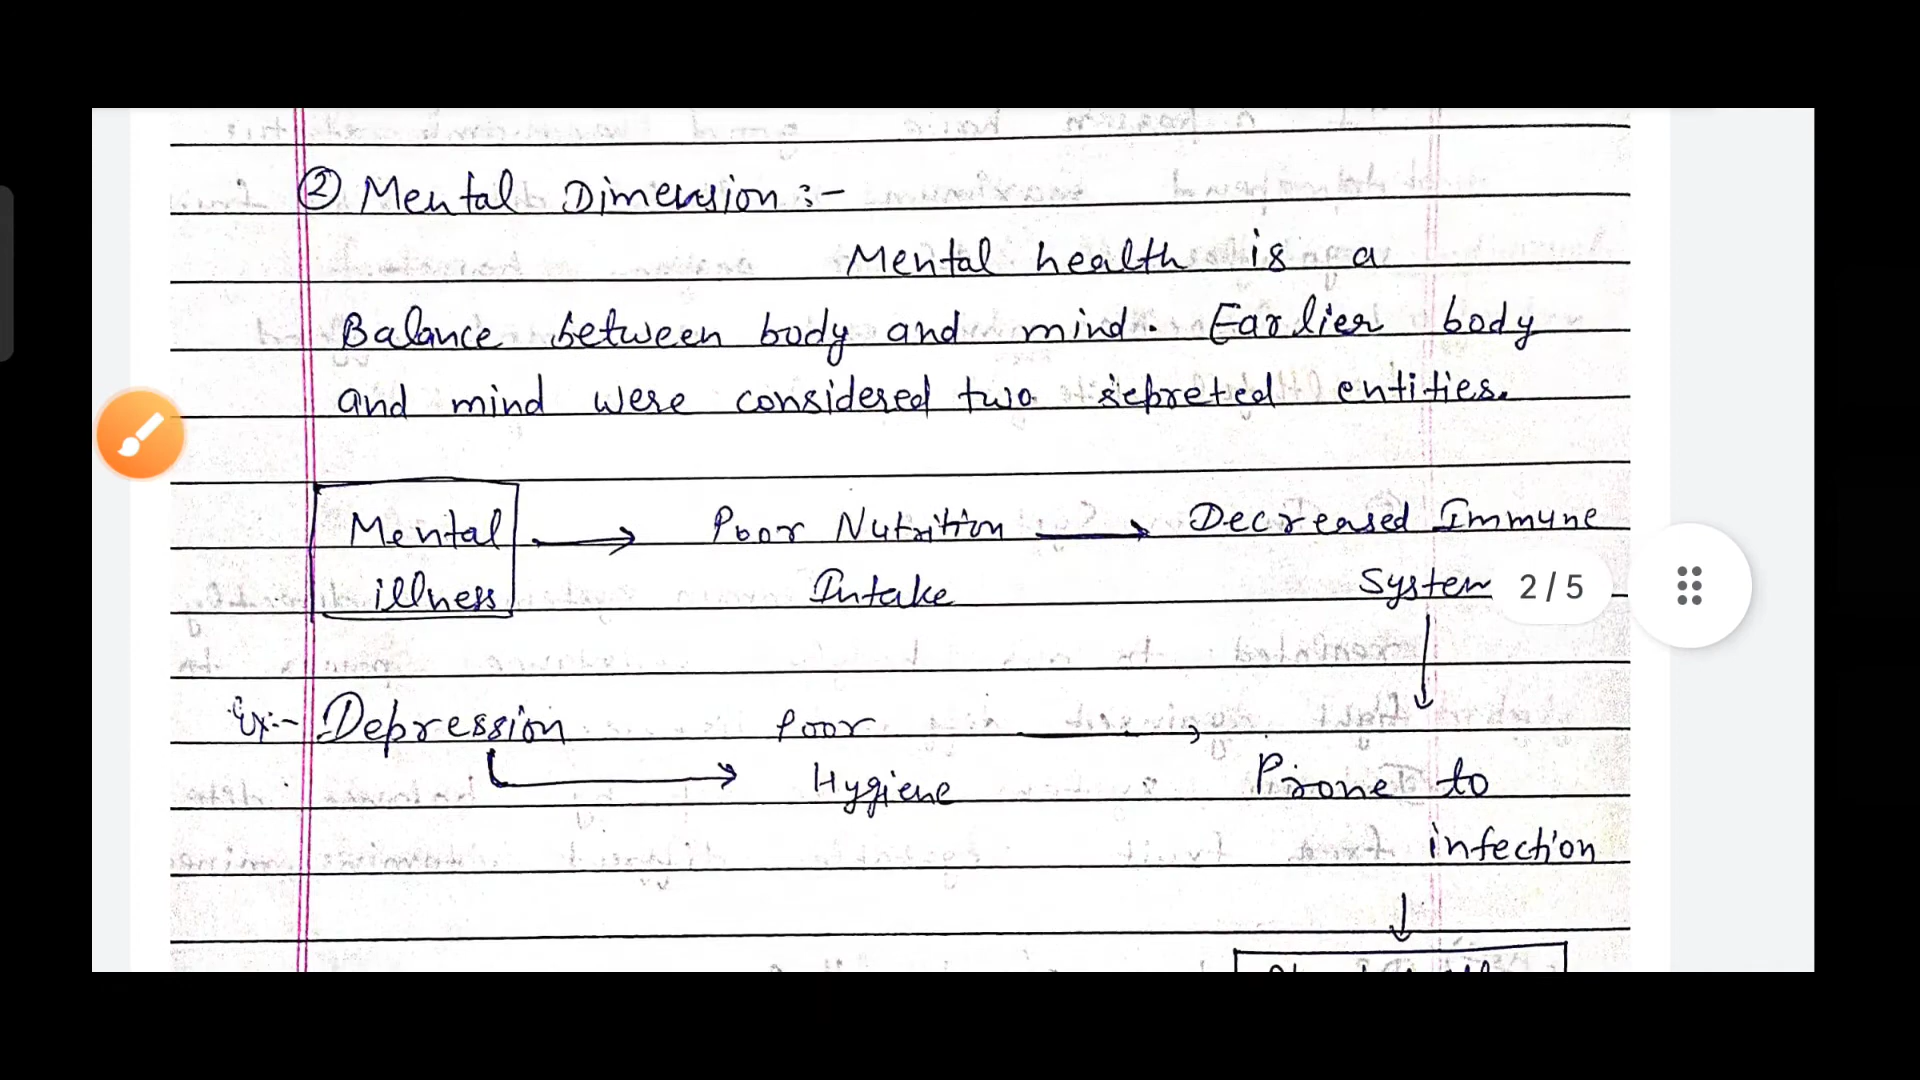 ② Mental Dimension :-
Mental health is a
Balance between body and mind. Earlier body
and mind were considered two sepreted entities.
Mental → Poor Nutrition → Decreased Immune
illness Intake System
2 / 5
Ex:- Depression Poor →
→ Hygiene Prone to
infection